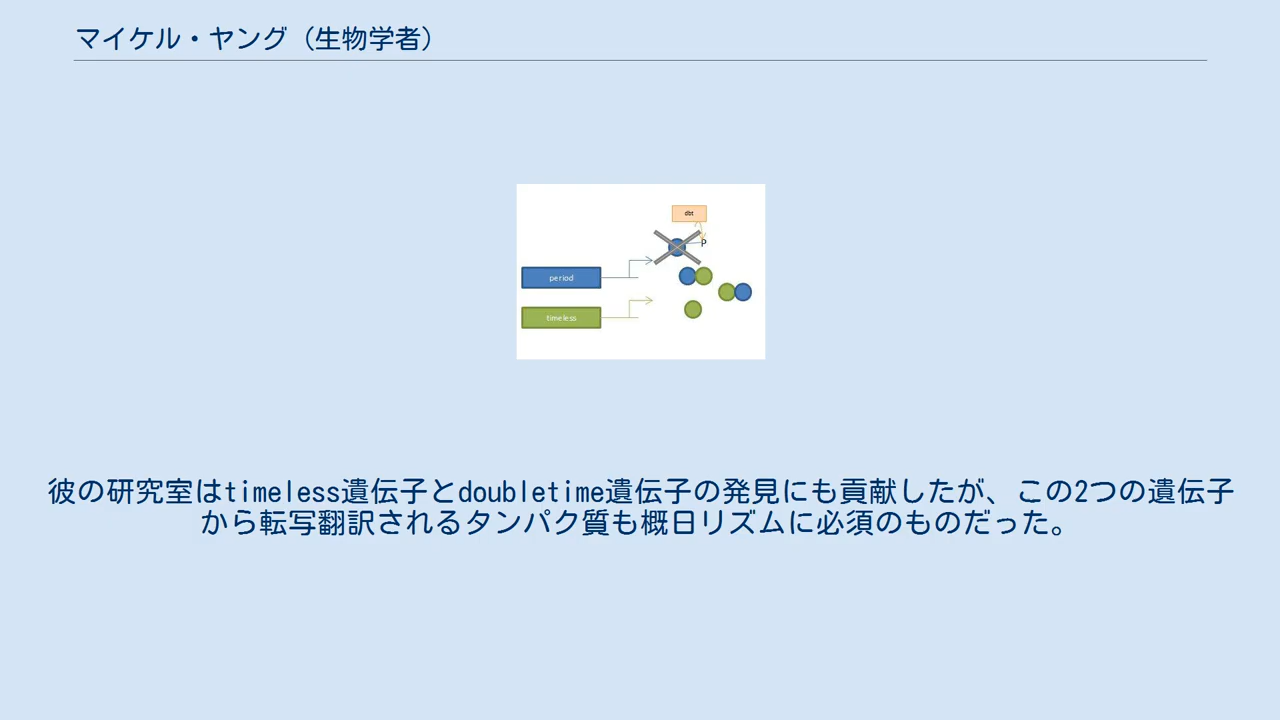 マイケル・ヤング（生物学者）
dbt
P
period
timeless
彼の研究室はtimeless遺伝子とdoubletime遺伝子の発見にも貢献したが、この2つの遺伝子
から転写翻訳されるタンパク質も概日リズムに必須のものだった。